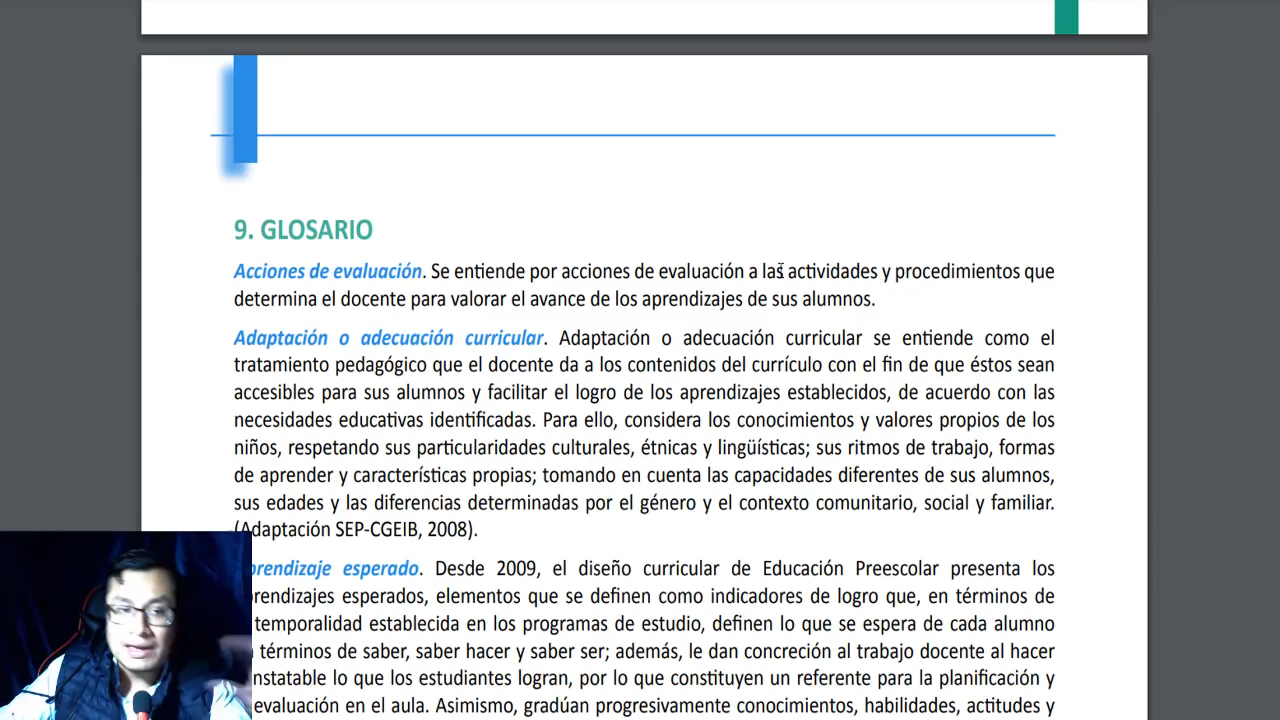 9. GLOSARIO
Acciones de evaluación. Se entiende por acciones de evaluación a las actividades y procedimientos que
determina el docente para valorar el avance de los aprendizajes de sus alumnos.
Adaptación o adecuación curricular. Adaptación o adecuación curricular se entiende como el
tratamiento pedagógico que el docente da a los contenidos del currículo con el fin de que éstos sean
accesibles para sus alumnos y facilitar el logro de los aprendizajes establecidos, de acuerdo con las
necesidades educativas identificadas. Para ello, considera los conocimientos y valores propios de los
niños, respetando sus particularidades culturales, étnicas y lingüísticas; sus ritmos de trabajo, formas
de aprender y características propias; tomando en cuenta las capacidades diferentes de sus alumnos,
sus edades y las diferencias determinadas por el género y el contexto comunitario, social y familiar.
(Adaptación SEP-CGEIB, 2008).
prendizaje esperado. Desde 2009, el diseño curricular de Educación Preescolar presenta los
prendizajes esperados, elementos que se definen como indicadores de logro que, en términos de
temporalidad establecida en los programas de estudio, definen lo que se espera de cada alumno
términos de saber, saber hacer y saber ser; además, le dan concreción al trabajo docente al hacer
nstatable lo que los estudiantes logran, por lo que constituyen un referente para la planificación y
evaluación en el aula. Asimismo, gradúan progresivamente conocimientos, habilidades, actitudes y